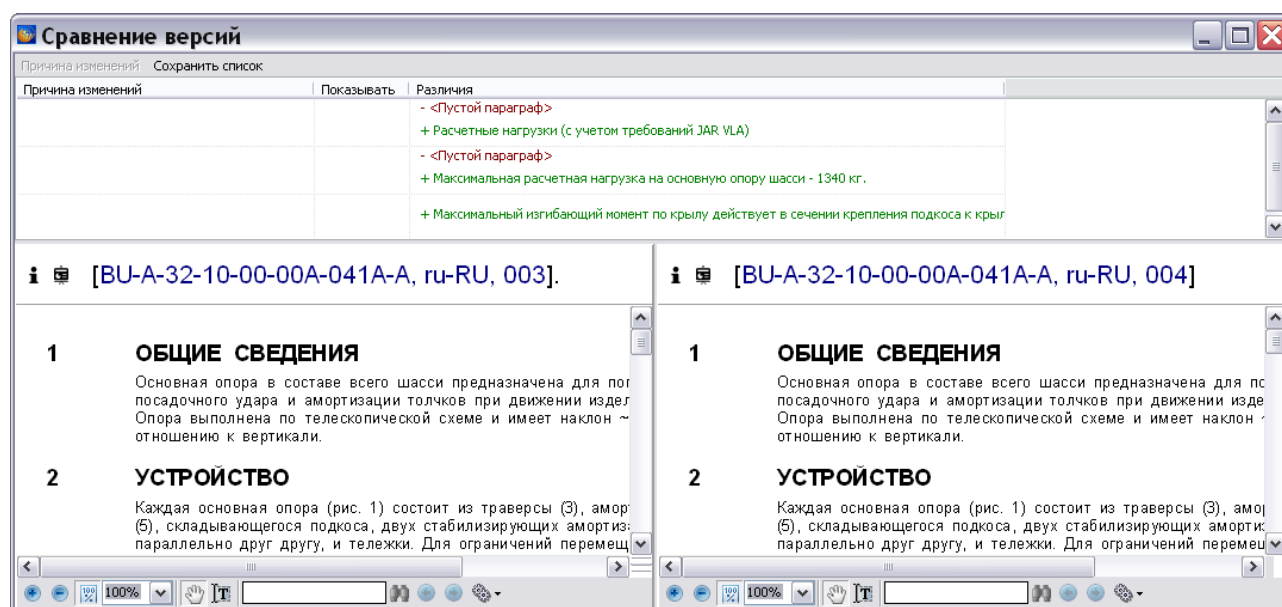 Сравнение версий
Причина изменений Сохранить список
Причина изменений Показывать Различия
- <Пустой параграф>
+ Расчетные нагрузки (с учетом требований JAR VLA)
- <Пустой параграф>
+ Максимальная расчетная нагрузка на основную опору шасси - 1340 кг.
+ Максимальный изгибающий момент по крылу действует в сечении крепления подкоса к крыл
[BU-A-32-10-00-00A-041A-A, ru-RU, 003].
1 ОБЩИЕ СВЕДЕНИЯ
Основная опора в составе всего шасси предназначена для пог
посадочного удара и амортизации толчков при движении издел
Опора выполнена по телескопической схеме и имеет наклон ~
отношению к вертикали.
2 УСТРОЙСТВО
Каждая основная опора (рис. 1) состоит из траверсы (3), амор
(5), складывающегося подкоса, двух стабилизирующих амортиз
параллельно друг другу, и тележки. Для ограничений перемещ
100%
[BU-A-32-10-00-00A-041A-A, ru-RU, 004]
1 ОБЩИЕ СВЕДЕНИЯ
Основная опора в составе всего шасси предназначена для по
посадочного удара и амортизации толчков при движении изде
Опора выполнена по телескопической схеме и имеет наклон ~
отношению к вертикали.
2 УСТРОЙСТВО
Каждая основная опора (рис. 1) состоит из траверсы (3), амор
(5), складывающегося подкоса, двух стабилизирующих амортиз
параллельно друг другу, и тележки. Для ограничений перемещ
100%